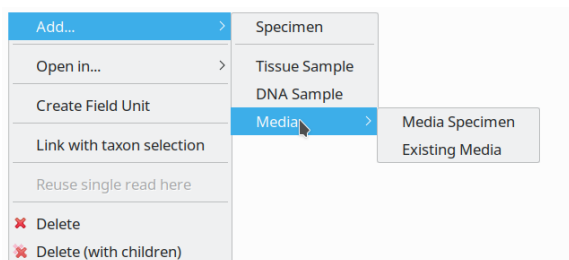 Add...
Specimen
Open in...
Tissue Sample
DNA Sample
Create Field Unit
Media
Media Specimen
Link with taxon selection
Existing Media
Reuse single read here
Delete
Delete (with children)